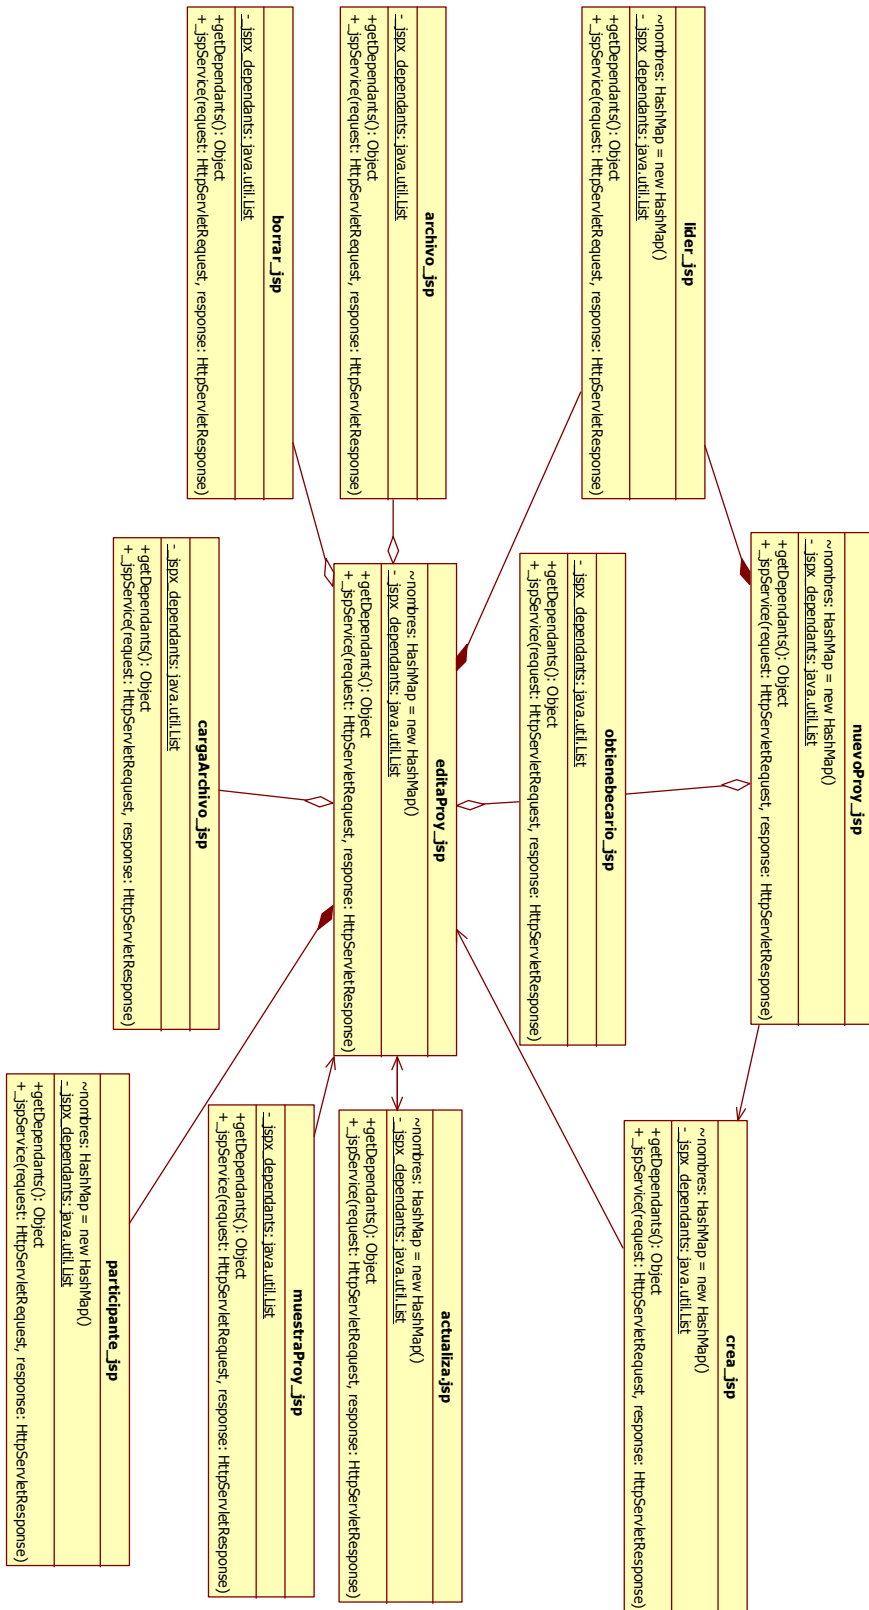 lider_jsp
~nombres: HashMap = new HashMap()
-_jspx_dependants: java.util.List
+getDependants(): Object
+_jspService(request: HttpServletRequest, response: HttpServletResponse)
archivo_jsp
-_jspx_dependants: java.util.List
+getDependants(): Object
+_jspService(request: HttpServletRequest, response: HttpServletResponse)
borrar_jsp
-_jspx_dependants: java.util.List
+getDependants(): Object
+_jspService(request: HttpServletRequest, response: HttpServletResponse)
nuevoProy_jsp
~nombres: HashMap = new HashMap()
-_jspx_dependants: java.util.List
+getDependants(): Object
+_jspService(request: HttpServletRequest, response: HttpServletResponse)
obtienebecario_jsp
-_jspx_dependants: java.util.List
+getDependants(): Object
+_jspService(request: HttpServletRequest, response: HttpServletResponse)
editaProy_jsp
~nombres: HashMap = new HashMap()
-_jspx_dependants: java.util.List
+getDependants(): Object
+_jspService(request: HttpServletRequest, response: HttpServletResponse)
cargaArchivo_jsp
-_jspx_dependants: java.util.List
+getDependants(): Object
+_jspService(request: HttpServletRequest, response: HttpServletResponse)
crea_jsp
~nombres: HashMap = new HashMap()
-_jspx_dependants: java.util.List
+getDependants(): Object
+_jspService(request: HttpServletRequest, response: HttpServletResponse)
actualiza.jsp
~nombres: HashMap = new HashMap()
-_jspx_dependants: java.util.List
+getDependants(): Object
+_jspService(request: HttpServletRequest, response: HttpServletResponse)
muestraProy_jsp
-_jspx_dependants: java.util.List
+getDependants(): Object
+_jspService(request: HttpServletRequest, response: HttpServletResponse)
participante_jsp
~nombres: HashMap = new HashMap()
-_jspx_dependants: java.util.List
+getDependants(): Object
+_jspService(request: HttpServletRequest, response: HttpServletResponse)